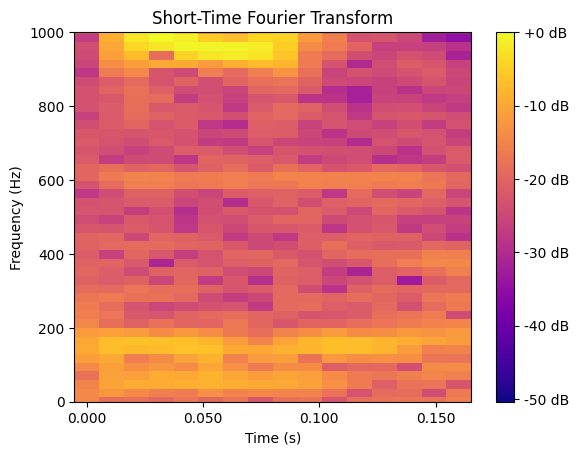 Short-Time Fourier Transform
1000
800
600
400
200
0
Frequency (Hz)
0.000
0.050
0.100
0.150
Time (s)
+0 dB
-10 dB
-20 dB
-30 dB
-40 dB
-50 dB